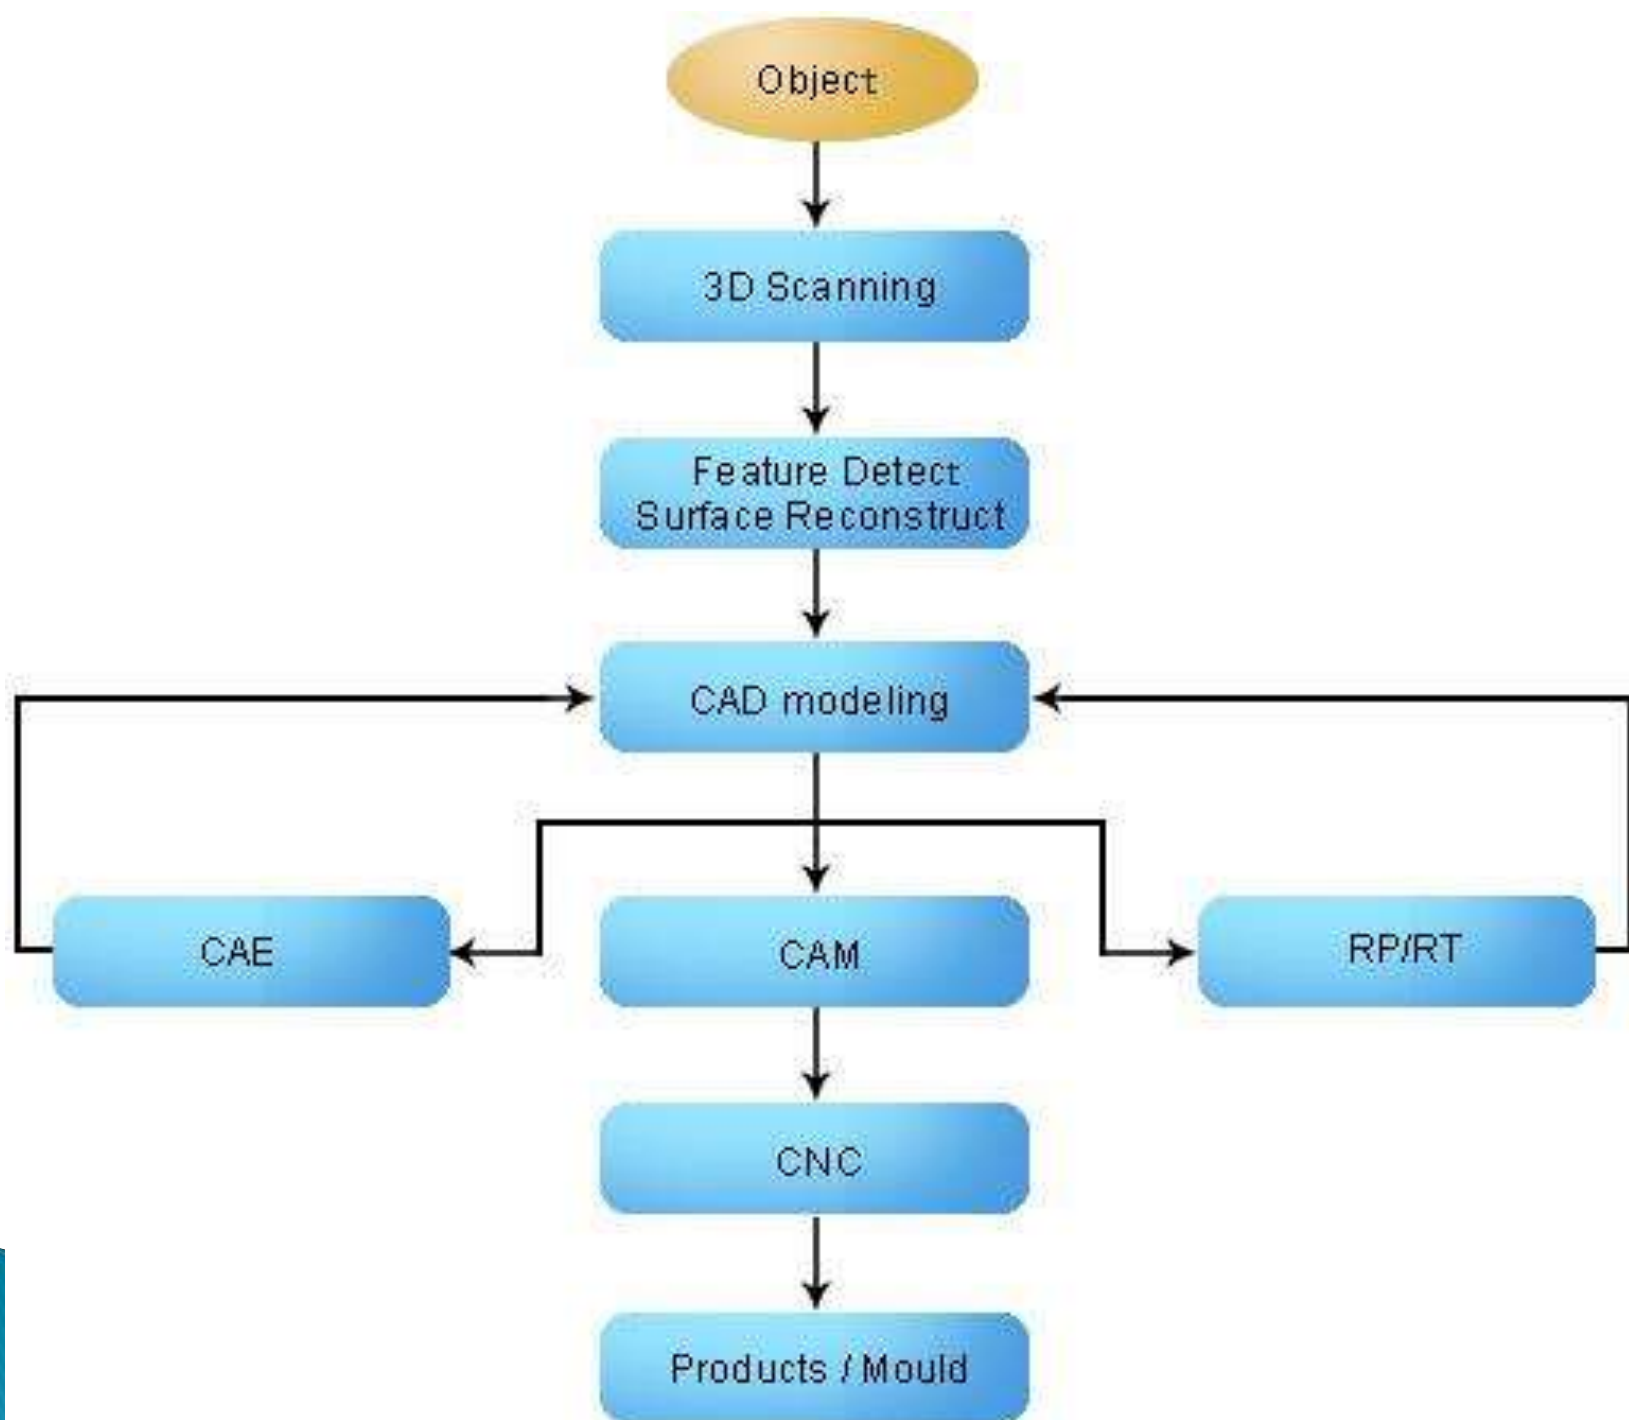 Object
3D Scanning
Feature Detect
Surface Reconstruct
CAD modeling
CAE
CAM
RP/RT
CNC
Products / Mould